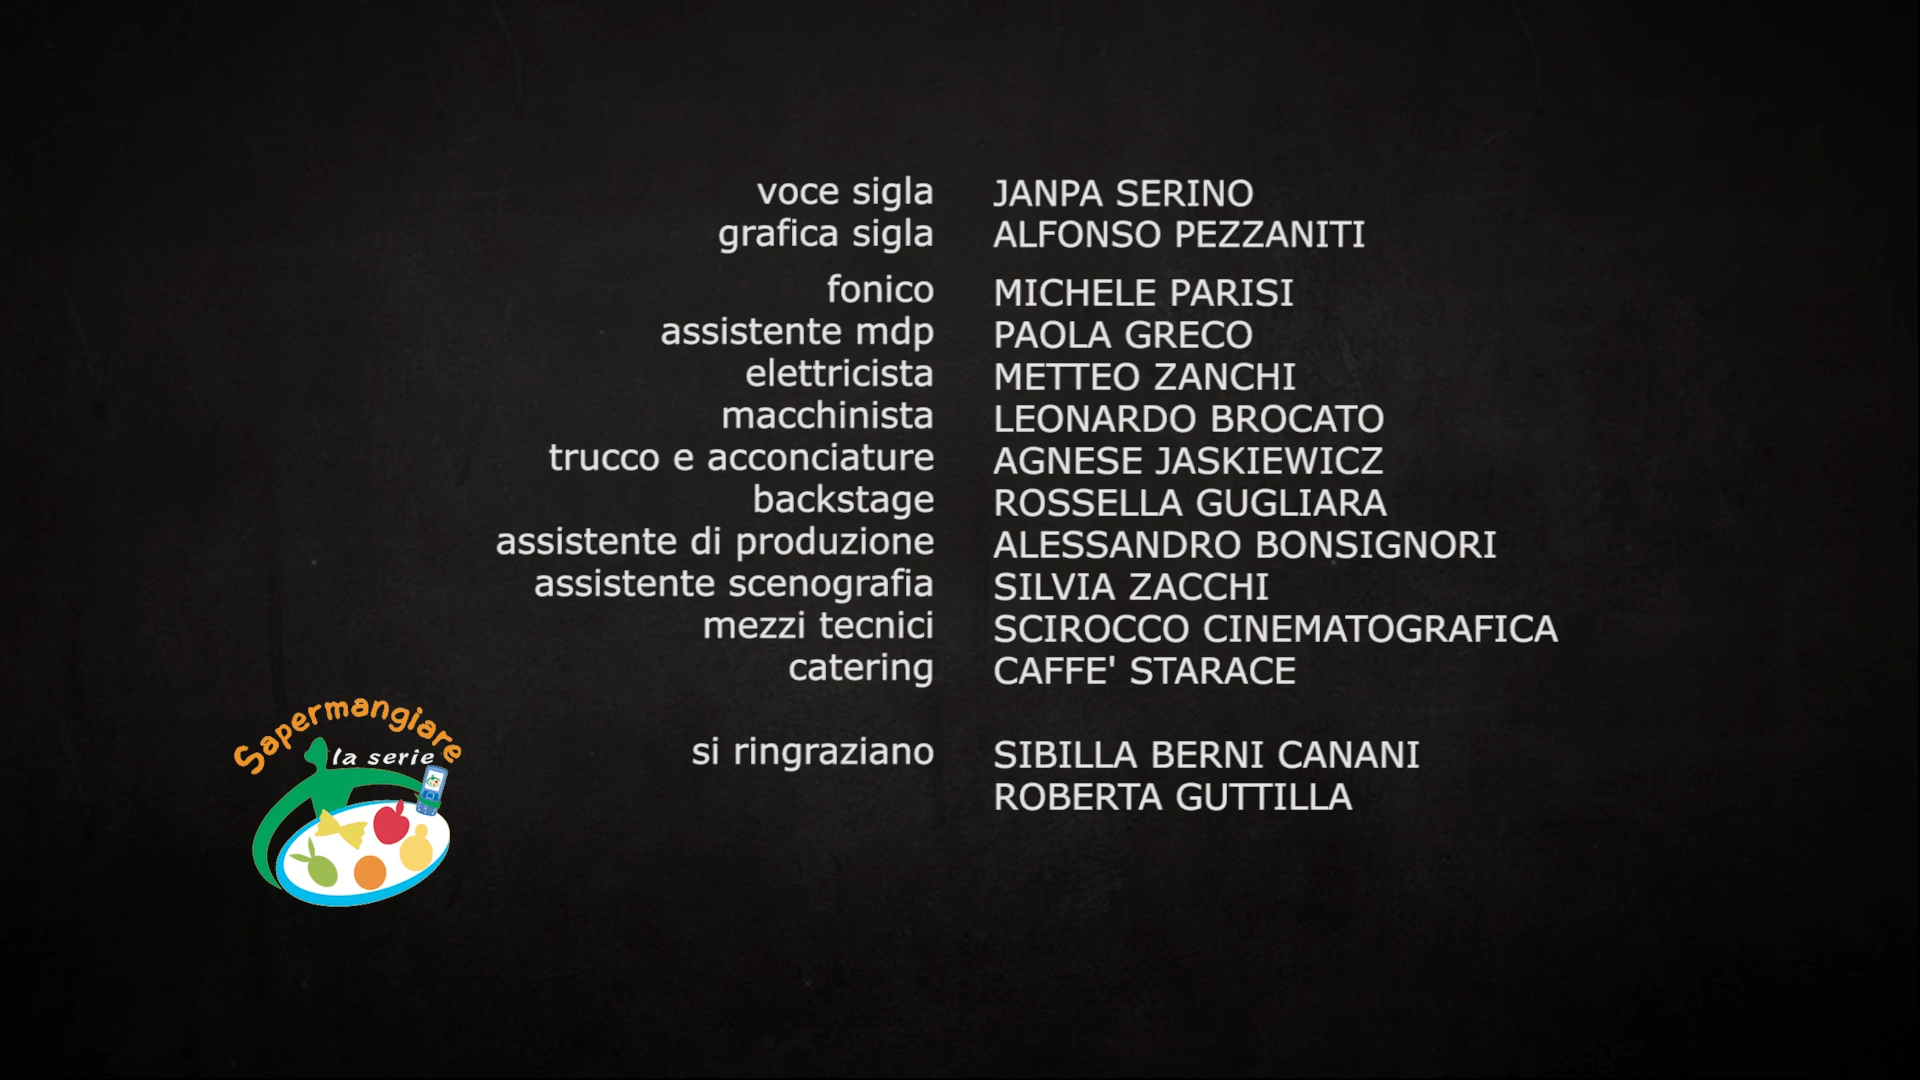 voce sigla JANPA SERINO
grafica sigla ALFONSO PEZZANITI
fonico MICHELE PARISI
assistente mdp PAOLA GRECO
elettricista METTEO ZANCHI
macchinista LEONARDO BROCATO
trucco e acconciature AGNESE JASKIEWICZ
backstage ROSSELLA GUGLIARA
assistente di produzione ALESSANDRO BONSIGNORI
assistente scenografia SILVIA ZACCHI
mezzi tecnici SCIROCCO CINEMATOGRAFICA
catering CAFFE' STARACE
si ringraziano SIBILLA BERNI CANANI
ROBERTA GUTTILLA
Sapermangiare
la serie